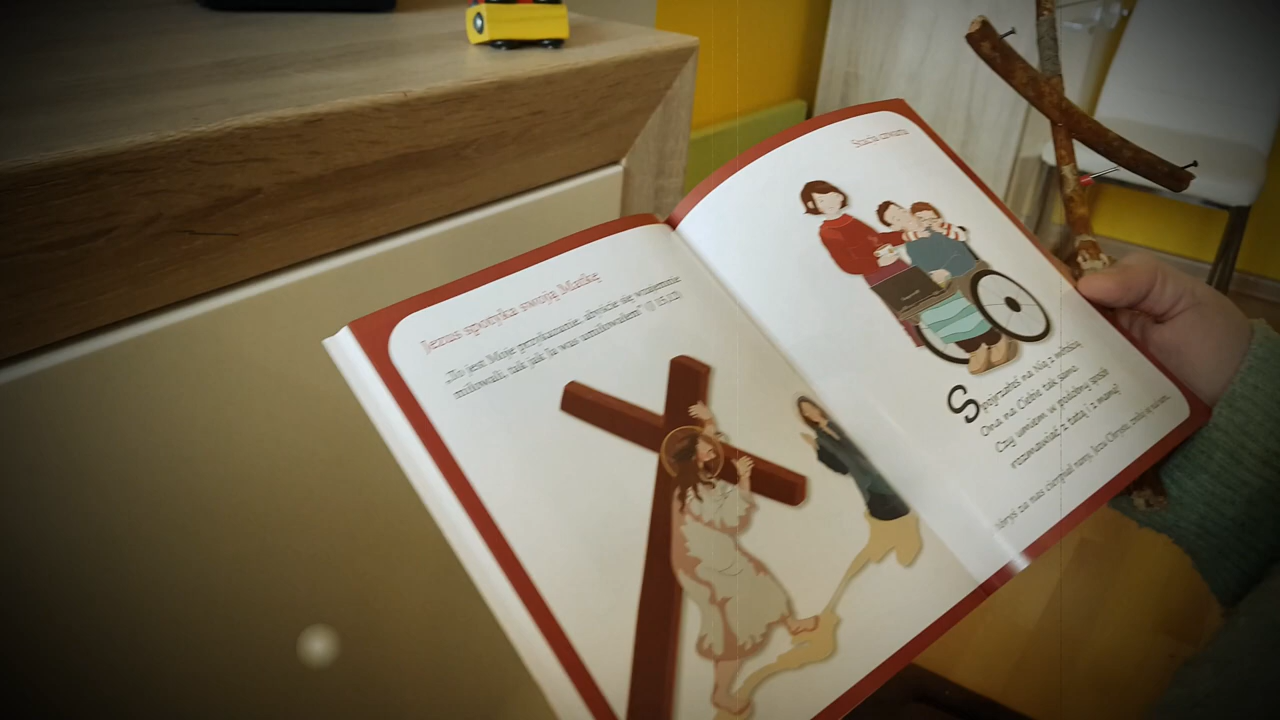 Jezus spotyka swoją Matkę
„To jest Moje przykazanie, abyście się wzajemnie
miłowali, tak jak Ja was umiłowałem” (J 15,12)
Stacja czwarta
Spojrzałeś na Nią z miłością,
Ona na Ciebie tak samo.
Czy umiem w podobny sposób
rozmawiać z tatą i z mamą?
któryś za nas cierpiał rany, Jezu Chryste, zmiłuj się nad nami.